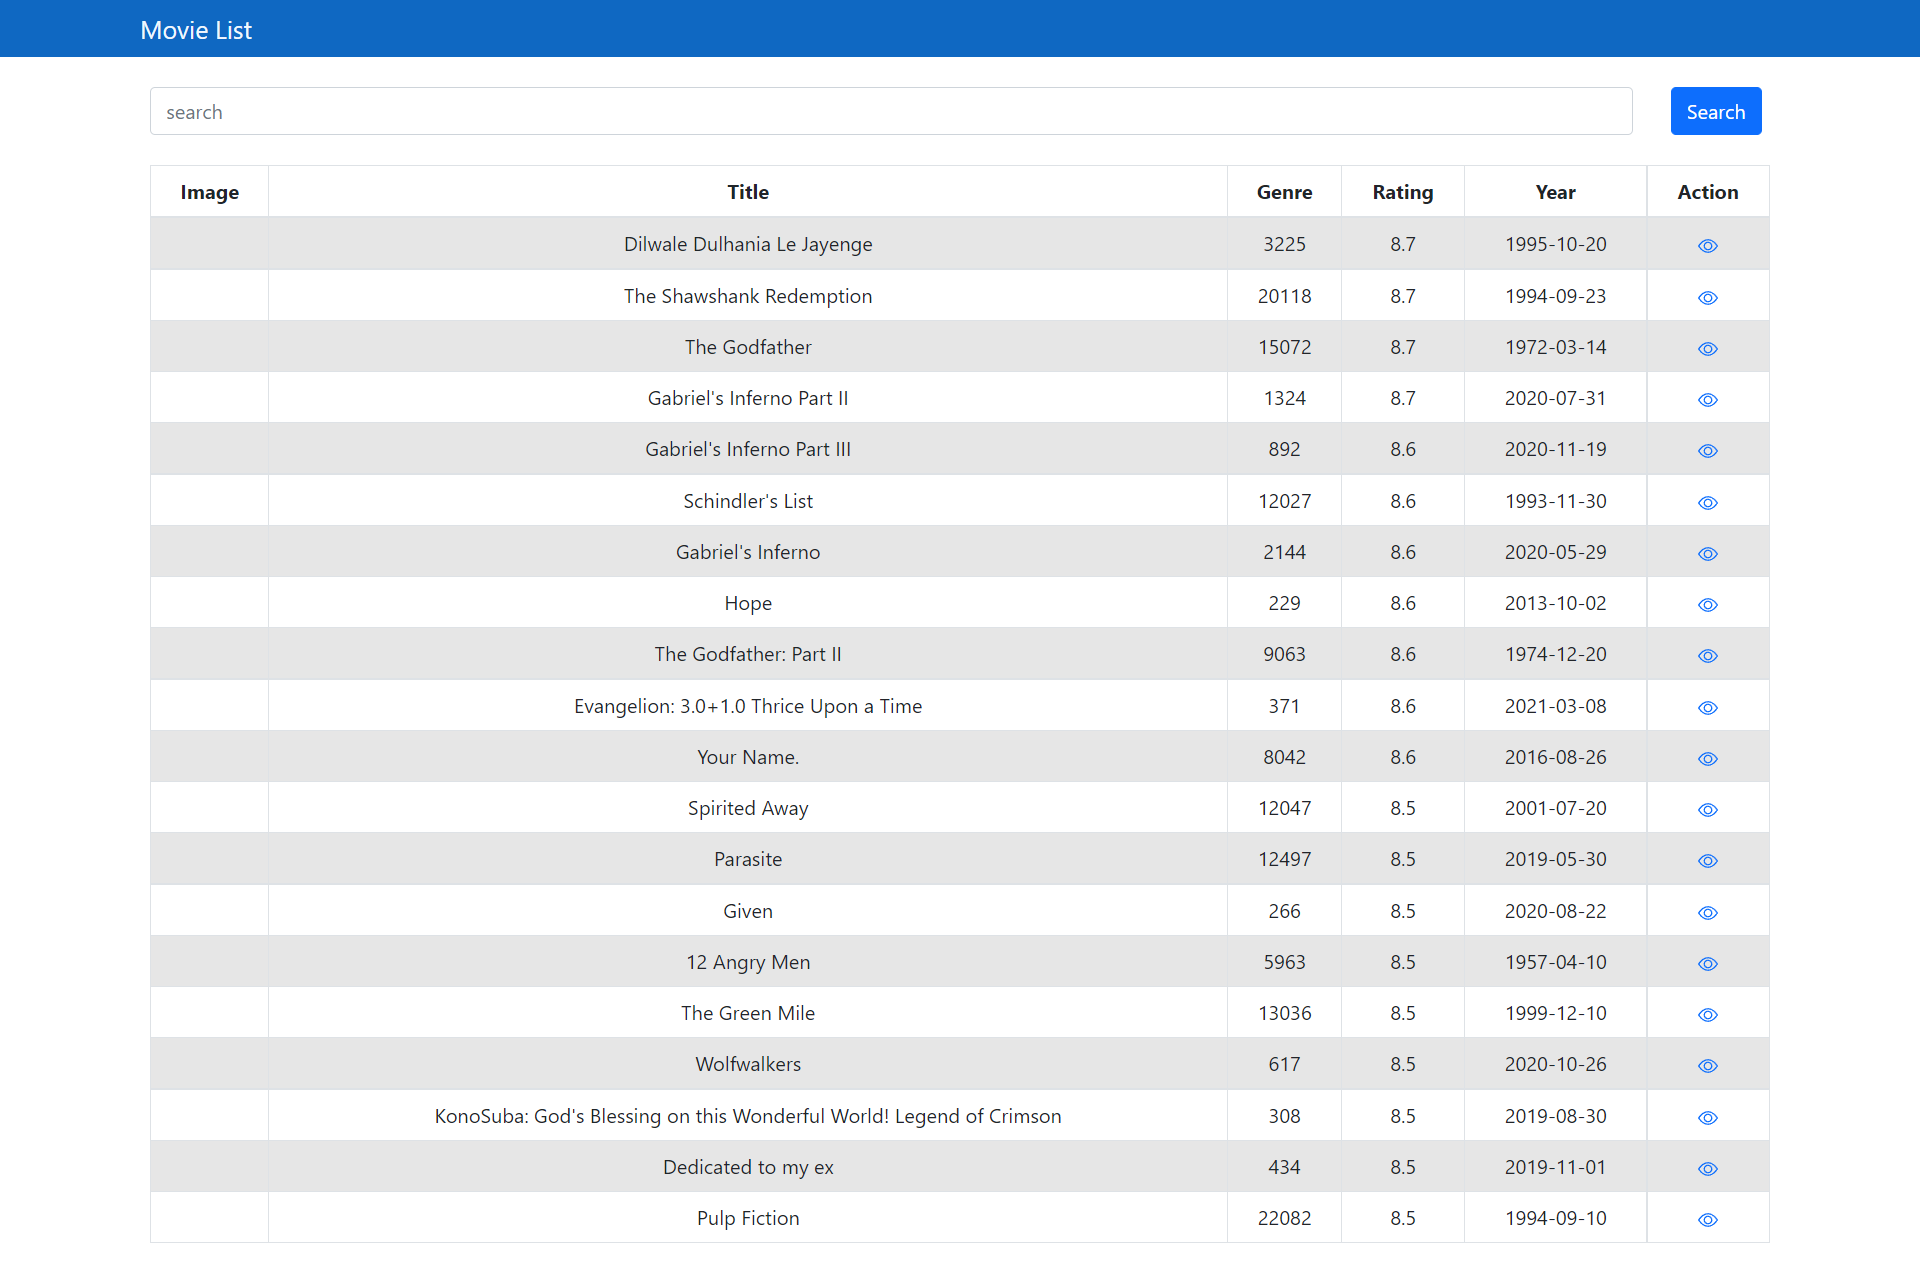 Movie List
search
Search
Image Title Genre Rating Year Action
Dilwale Dulhania Le Jayenge 3225 8.7 1995-10-20
The Shawshank Redemption 20118 8.7 1994-09-23
The Godfather 15072 8.7 1972-03-14
Gabriel's Inferno Part II 1324 8.7 2020-07-31
Gabriel's Inferno Part III 892 8.6 2020-11-19
Schindler's List 12027 8.6 1993-11-30
Gabriel's Inferno 2144 8.6 2020-05-29
Hope 229 8.6 2013-10-02
The Godfather: Part II 9063 8.6 1974-12-20
Evangelion: 3.0+1.0 Thrice Upon a Time 371 8.6 2021-03-08
Your Name. 8042 8.6 2016-08-26
Spirited Away 12047 8.5 2001-07-20
Parasite 12497 8.5 2019-05-30
Given 266 8.5 2020-08-22
12 Angry Men 5963 8.5 1957-04-10
The Green Mile 13036 8.5 1999-12-10
Wolfwalkers 617 8.5 2020-10-26
KonoSuba: God's Blessing on this Wonderful World! Legend of Crimson 308 8.5 2019-08-30
Dedicated to my ex 434 8.5 2019-11-01
Pulp Fiction 22082 8.5 1994-09-10